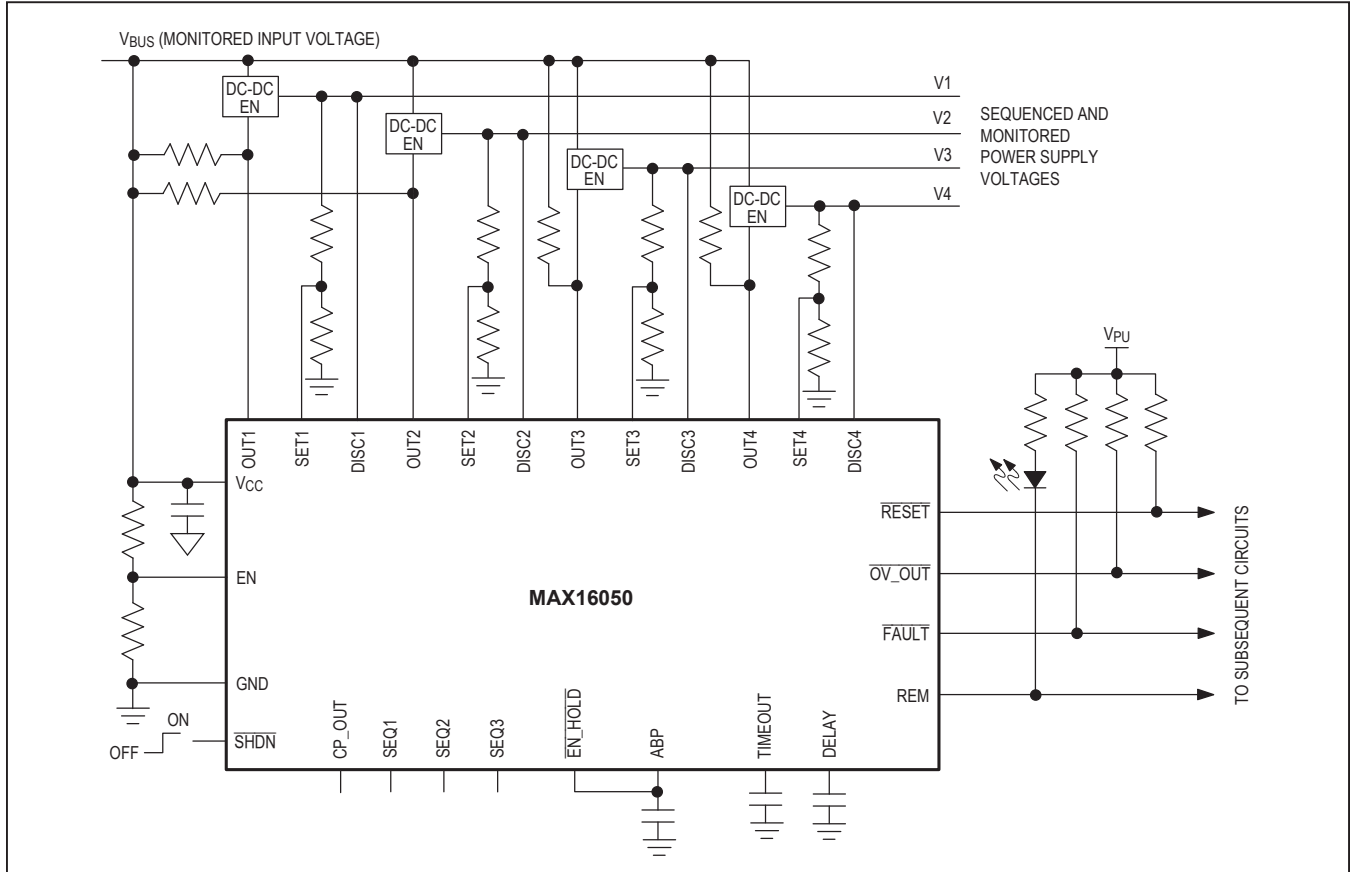 VBUS (MONITORED INPUT VOLTAGE)
DC-DC
EN
DC-DC
EN
DC-DC
EN
DC-DC
EN
V1
V2
V3
V4
SEQUENCED AND
MONITORED
POWER SUPPLY
VOLTAGES
VPU
OUT1
SET1
DISC1
OUT2
SET2
DISC2
OUT3
SET3
DISC3
OUT4
SET4
DISC4
VCC
EN
GND
SHDN
ON
OFF
MAX16050
RESET
OV_OUT
FAULT
REM
TO SUBSEQUENT CIRCUITS
CP_OUT
SEQ1
SEQ2
SEQ3
EN_HOLD
ABP
TIMEOUT
DELAY